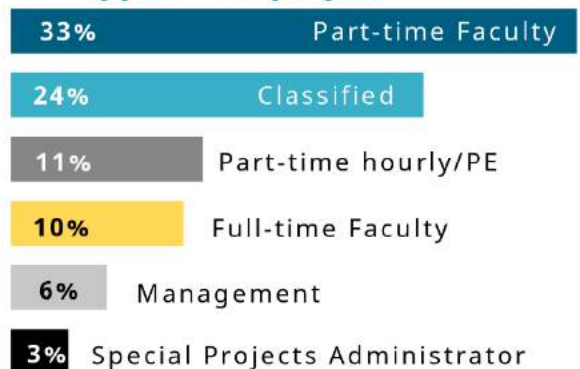 33% Part-time Faculty
24% Classified
11% Part-time hourly/PE
10% Full-time Faculty
6% Management
3% Special Projects Administrator